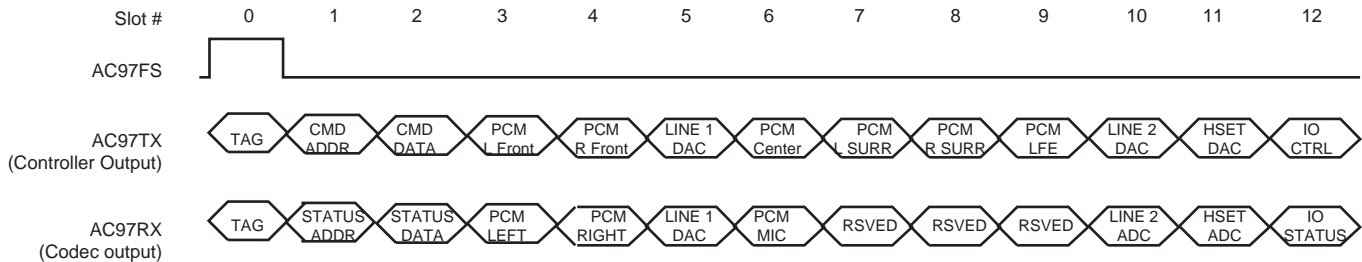 Slot # 0 1 2 3 4 5 6 7 8 9 10 11 12
AC97FS
AC97TX
(Controller Output)
TAG
CMD
ADDR
CMD
DATA
PCM
L Front
PCM
R Front
LINE 1
DAC
PCM
Center
PCM
L SURR
PCM
R SURR
PCM
LFE
LINE 2
DAC
HSET
DAC
IO
CTRL
AC97RX
(Codec output)
TAG
STATUS
ADDR
STATUS
DATA
PCM
LEFT
PCM
RIGHT
LINE 1
DAC
PCM
MIC
RSVED
RSVED
RSVED
LINE 2
ADC
HSET
ADC
IO
STATUS